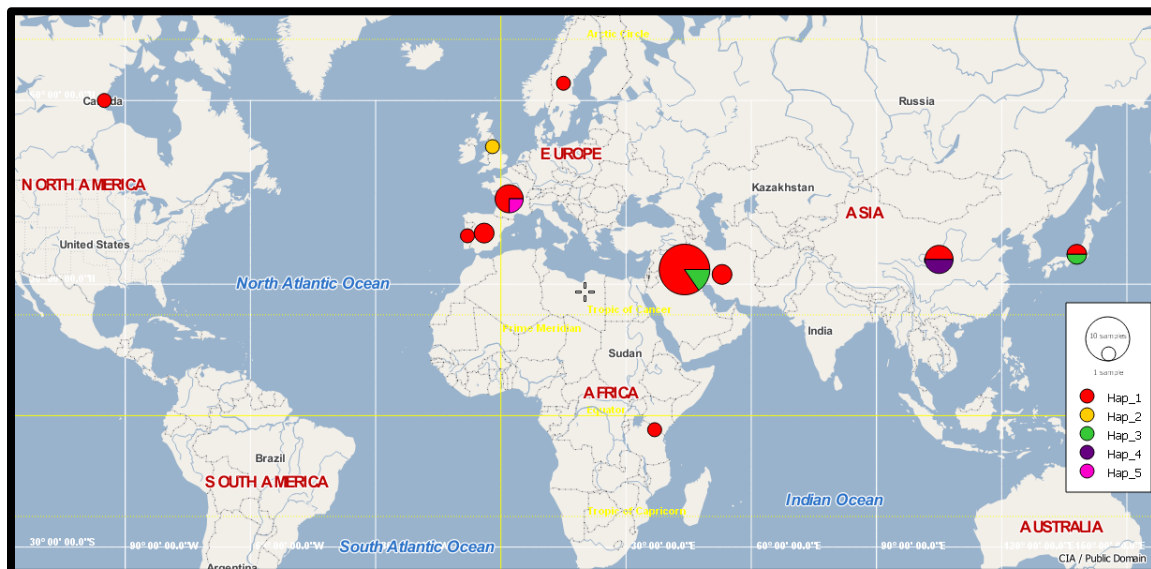 Arctic Circle
Canada
Russia
EUROPE
Kazakhstan
NORTH AMERICA
ASIA
United States
North Atlantic Ocean
Tropic of Cancer
Prime Meridian
India
Sudan
10 samples
1 sample
AFRICA
Equator
Hap_1
Hap_2
Hap_3
Hap_4
Hap_5
Brazil
SOUTH AMERICA
Indian Ocean
Tropic of Capricorn
AUSTRALIA
30° 00' 00.0"S
90° 00' 00.0"W
South Atlantic Ocean
30° 00' 00.0"E
60° 00' 00.0"E
90° 00' 00.0"E
CIA / Public Domain
Argentina